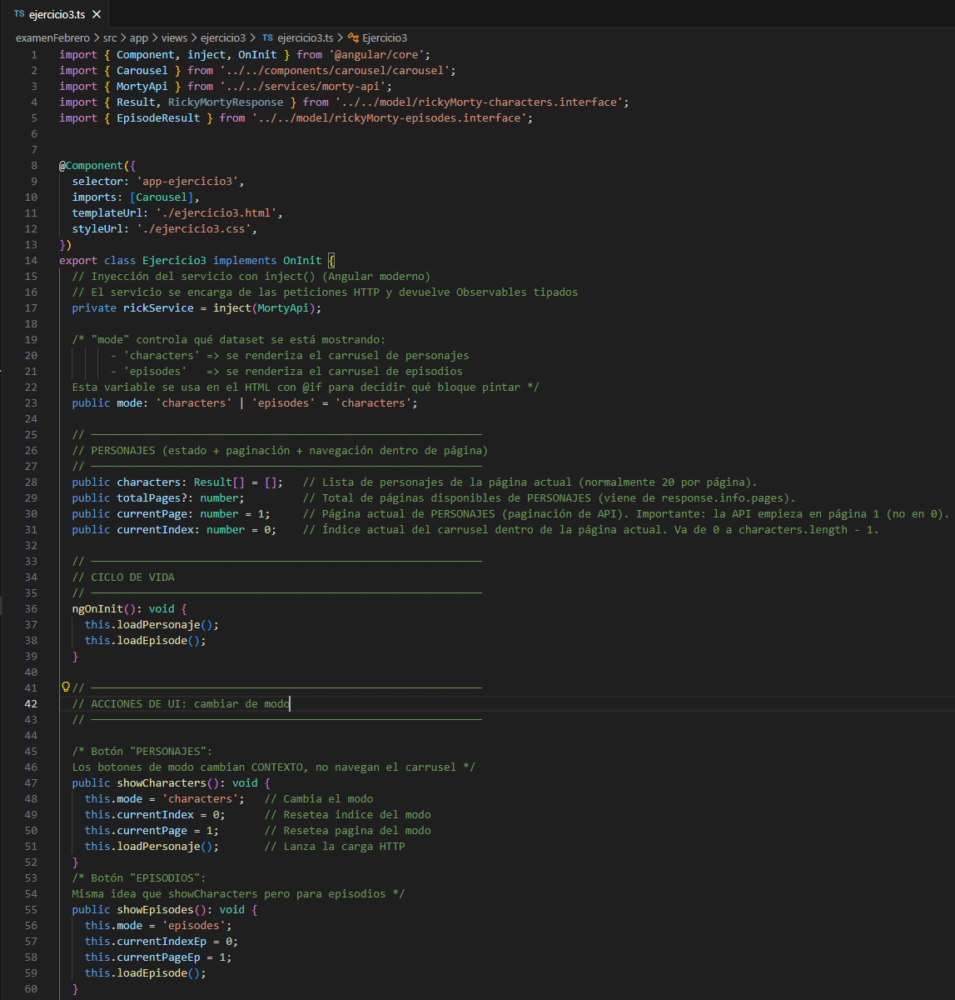 TS ejercicio3.ts ×
examenFebrero > src > app > views > ejercicio3 > TS ejercicio3.ts > Ejercicio3
1 import { Component, inject, OnInit } from '@angular/core';
2 import { Carousel } from '../../components/carousel/carousel';
3 import { MortyApi } from '../../services/morty-api';
4 import { Result, RickyMortyResponse } from '../../model/rickyMorty-characters.interface';
5 import { EpisodeResult } from '../../model/rickyMorty-episodes.interface';
6
7
8 @Component({
9   selector: 'app-ejercicio3',
10   imports: [Carousel],
11   templateUrl: './ejercicio3.html',
12   styleUrl: './ejercicio3.css',
13 })
14 export class Ejercicio3 implements OnInit {
15   // Inyección del servicio con inject() (Angular moderno)
16   // El servicio se encarga de las peticiones HTTP y devuelve Observables tipados
17   private rickService = inject(MortyApi);
18
19   /* "mode" controla qué dataset se está mostrando:
20         - 'characters' => se renderiza el carrusel de personajes
21         - 'episodes'   => se renderiza el carrusel de episodios
22   Esta variable se usa en el HTML con @if para decidir qué bloque pintar */
23   public mode: 'characters' | 'episodes' = 'characters';
24
25   // ─────────────────────────────────────────────
26   // PERSONAJES (estado + paginación + navegación dentro de página)
27   // ─────────────────────────────────────────────
28   public characters: Result[] = [];   // Lista de personajes de la página actual (normalmente 20 por página).
29   public totalPages?: number;         // Total de páginas disponibles de PERSONAJES (viene de response.info.pages).
30   public currentPage: number = 1;     // Página actual de PERSONAJES (paginación de API). Importante: la API empieza en página 1 (no en 0).
31   public currentIndex: number = 0;    // Índice actual del carrusel dentro de la página actual. Va de 0 a characters.length - 1.
32
33   // ─────────────────────────────────────────────
34   // CICLO DE VIDA
35   // ─────────────────────────────────────────────
36   ngOnInit(): void {
37     this.loadPersonaje();
38     this.loadEpisode();
39   }
40
41   // ─────────────────────────────────────────────
42   // ACCIONES DE UI: cambiar de modo
43   // ─────────────────────────────────────────────
44
45   /* Botón "PERSONAJES":
46   Los botones de modo cambian CONTEXTO, no navegan el carrusel */
47   public showCharacters(): void {
48     this.mode = 'characters';   // Cambia el modo
49     this.currentIndex = 0;      // Resetea indice del modo
50     this.currentPage = 1;       // Resetea pagina del modo
51     this.loadPersonaje();       // Lanza la carga HTTP
52   }
53   /* Botón "EPISODIOS":
54   Misma idea que showCharacters pero para episodios */
55   public showEpisodes(): void {
56     this.mode = 'episodes';
57     this.currentIndexEp = 0;
58     this.currentPageEp = 1;
59     this.loadEpisode();
60   }